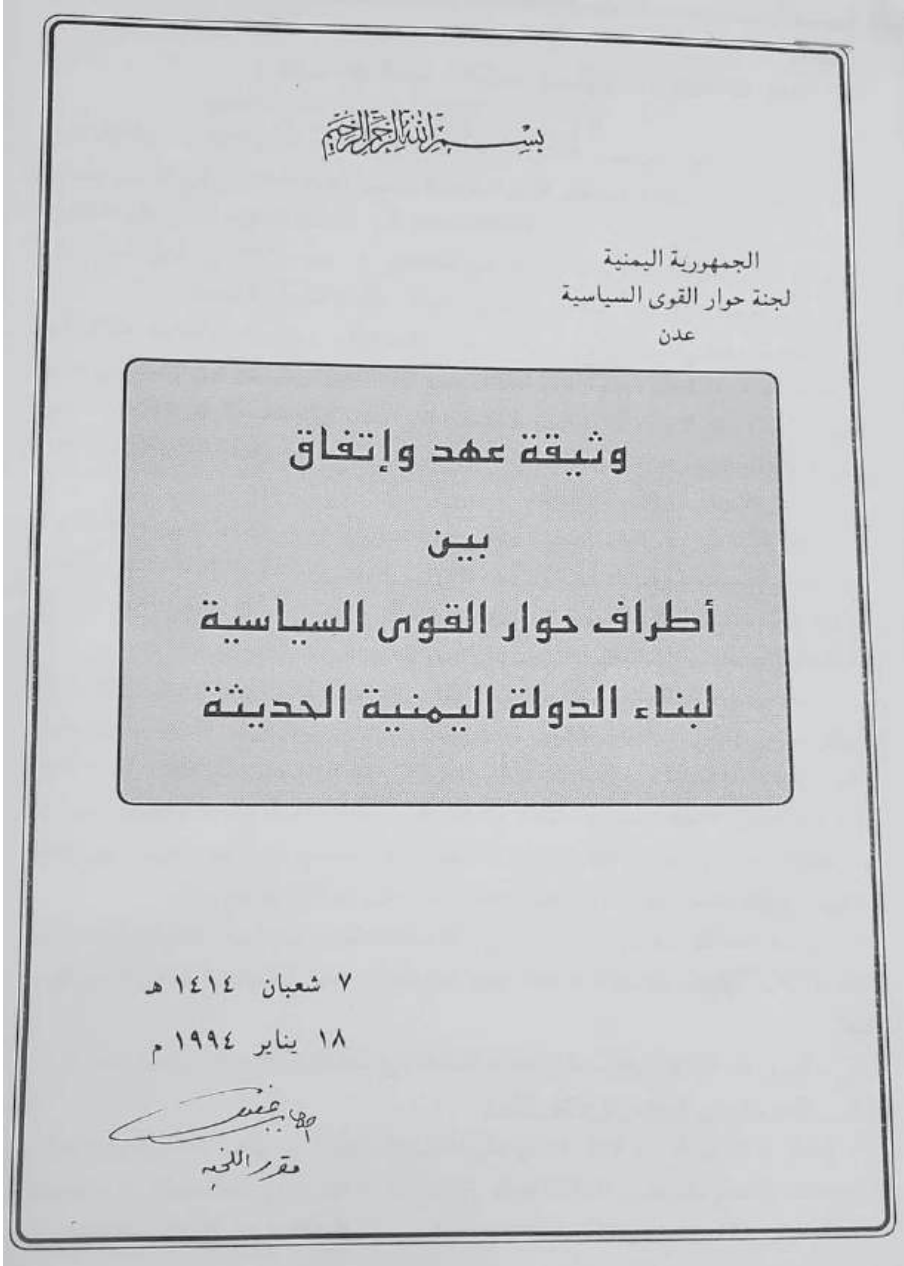 بسم الله الرحمن الرحيم
الجمهورية اليمنية
لجنة حوار القوى السياسية
عدن
وثيقة عهد وإتفاق
بين
أطراف حوار القوى السياسية
لبناء الدولة اليمنية الحديثة
٧ شعبان ١٤١٤ هـ
١٨ يناير ١٩٩٤ م
مقرر اللجنه